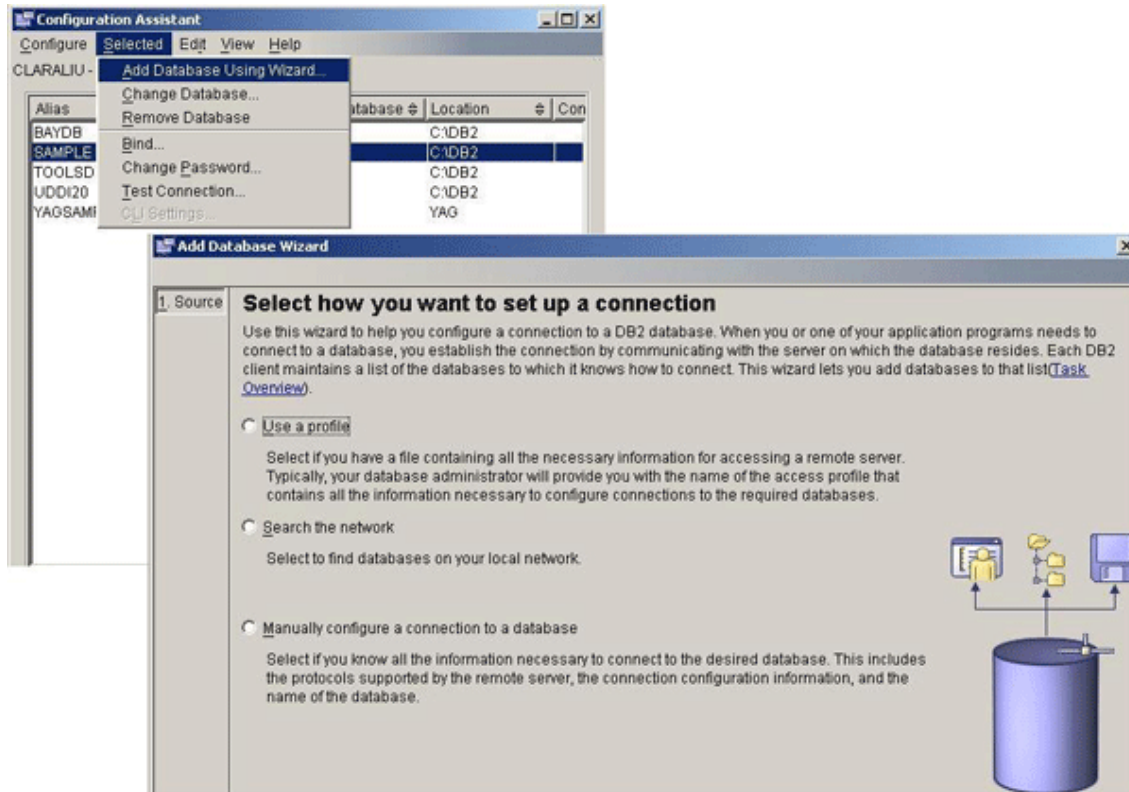 Configuration Assistant
Configure Selected Edit View Help
CLARALIU -
Add Database Using Wizard...
Change Database...
Remove Database
Bind...
Change Password...
Test Connection...
CLI Settings...
Alias atabase Location Con
BAYDB C:\DB2
SAMPLE C:\DB2
TOOLSD C:\DB2
UDDI20 C:\DB2
YAGSAMP YAG
Add Database Wizard
1. Source
Select how you want to set up a connection
Use this wizard to help you configure a connection to a DB2 database. When you or one of your application programs needs to
connect to a database, you establish the connection by communicating with the server on which the database resides. Each DB2
client maintains a list of the databases to which it knows how to connect. This wizard lets you add databases to that list(Task
Overview).
Use a profile
Select if you have a file containing all the necessary information for accessing a remote server.
Typically, your database administrator will provide you with the name of the access profile that
contains all the information necessary to configure connections to the required databases.
Search the network
Select to find databases on your local network.
Manually configure a connection to a database
Select if you know all the information necessary to connect to the desired database. This includes
the protocols supported by the remote server, the connection configuration information, and the
name of the database.